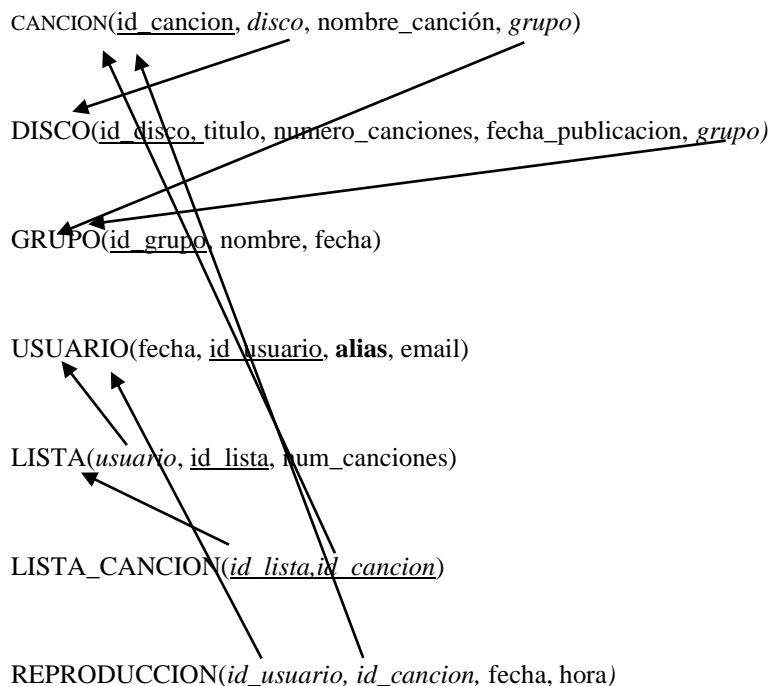 CANCION(id_cancion, disco, nombre_canción, grupo)
DISCO(id_disco, titulo, numero_canciones, fecha_publicacion, grupo)
GRUPO(id_grupo, nombre, fecha)
USUARIO(fecha, id_usuario, alias, email)
LISTA(usuario, id_lista, num_canciones)
LISTA_CANCION(id_lista,id_cancion)
REPRODUCCION(id_usuario, id_cancion, fecha, hora)